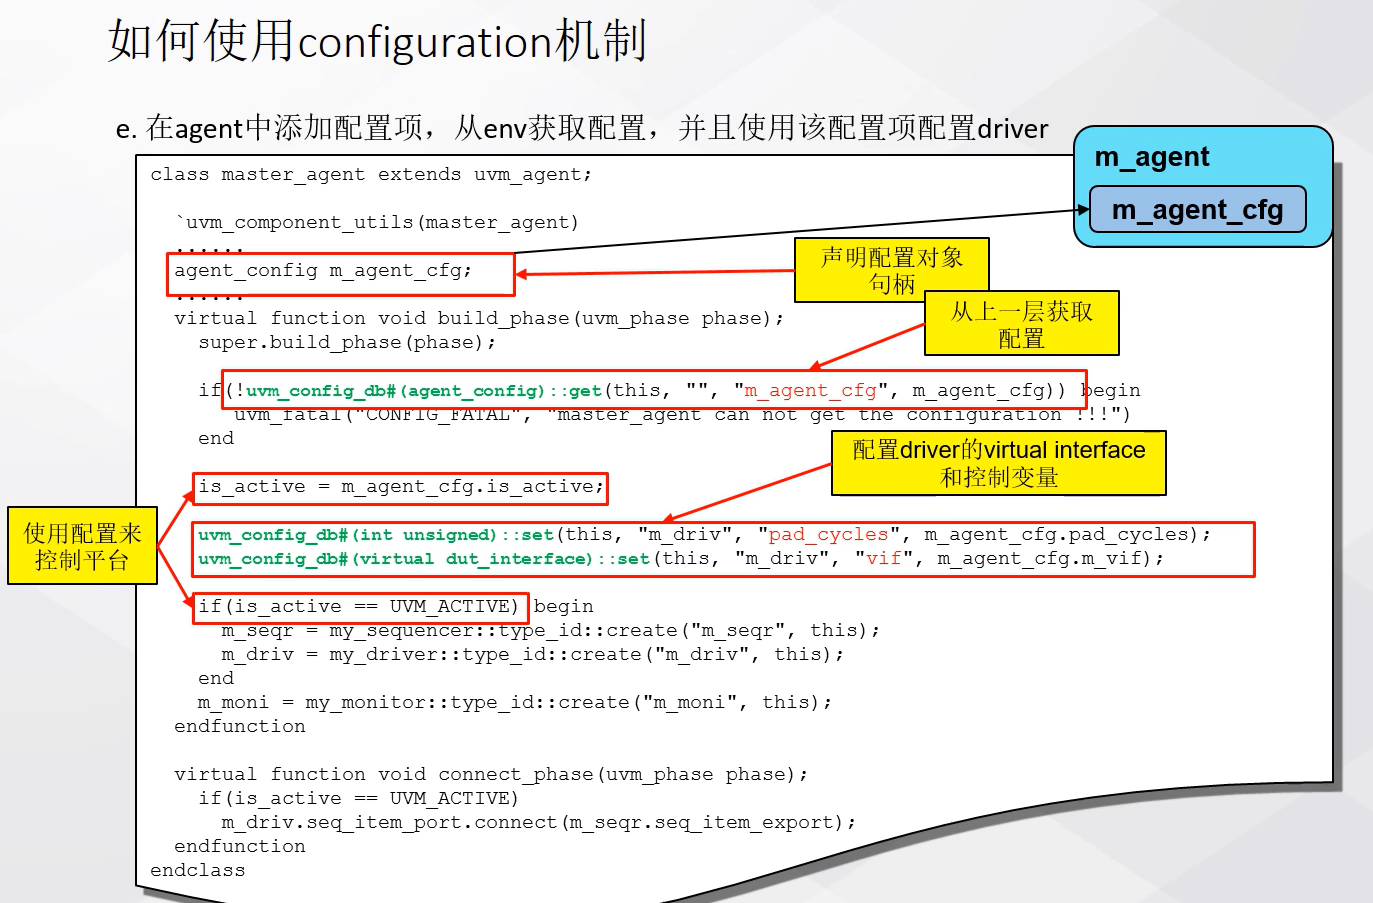 如何使用configuration机制
e. 在agent中添加配置项，从env获取配置，并且使用该配置项配置driver
m_agent
m_agent_cfg
class master_agent extends uvm_agent;
`uvm_component_utils(master_agent)
......
agent_config m_agent_cfg;
声明配置对象
句柄
......
virtual function void build_phase(uvm_phase phase);
从上一层获取
配置
super.build_phase(phase);
if(!uvm_config_db#(agent_config)::get(this, "", "m_agent_cfg", m_agent_cfg)) begin
uvm_fatal("CONFIG_FATAL", "master_agent can not get the configuration !!!")
end
配置driver的virtual interface
和控制变量
is_active = m_agent_cfg.is_active;
使用配置来
控制平台
uvm_config_db#(int unsigned)::set(this, "m_driv", "pad_cycles", m_agent_cfg.pad_cycles);
uvm_config_db#(virtual dut_interface)::set(this, "m_driv", "vif", m_agent_cfg.m_vif);
if(is_active == UVM_ACTIVE) begin
m_seqr = my_sequencer::type_id::create("m_seqr", this);
m_driv = my_driver::type_id::create("m_driv", this);
end
m_moni = my_monitor::type_id::create("m_moni", this);
endfunction
virtual function void connect_phase(uvm_phase phase);
if(is_active == UVM_ACTIVE)
m_driv.seq_item_port.connect(m_seqr.seq_item_export);
endfunction
endclass